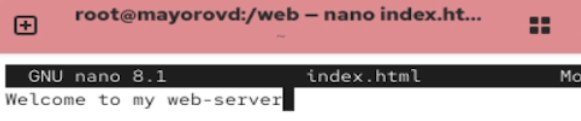 root@mayorovd:/web — nano index.ht...
~
GNU nano 8.1 index.html Mo
Welcome to my web-server